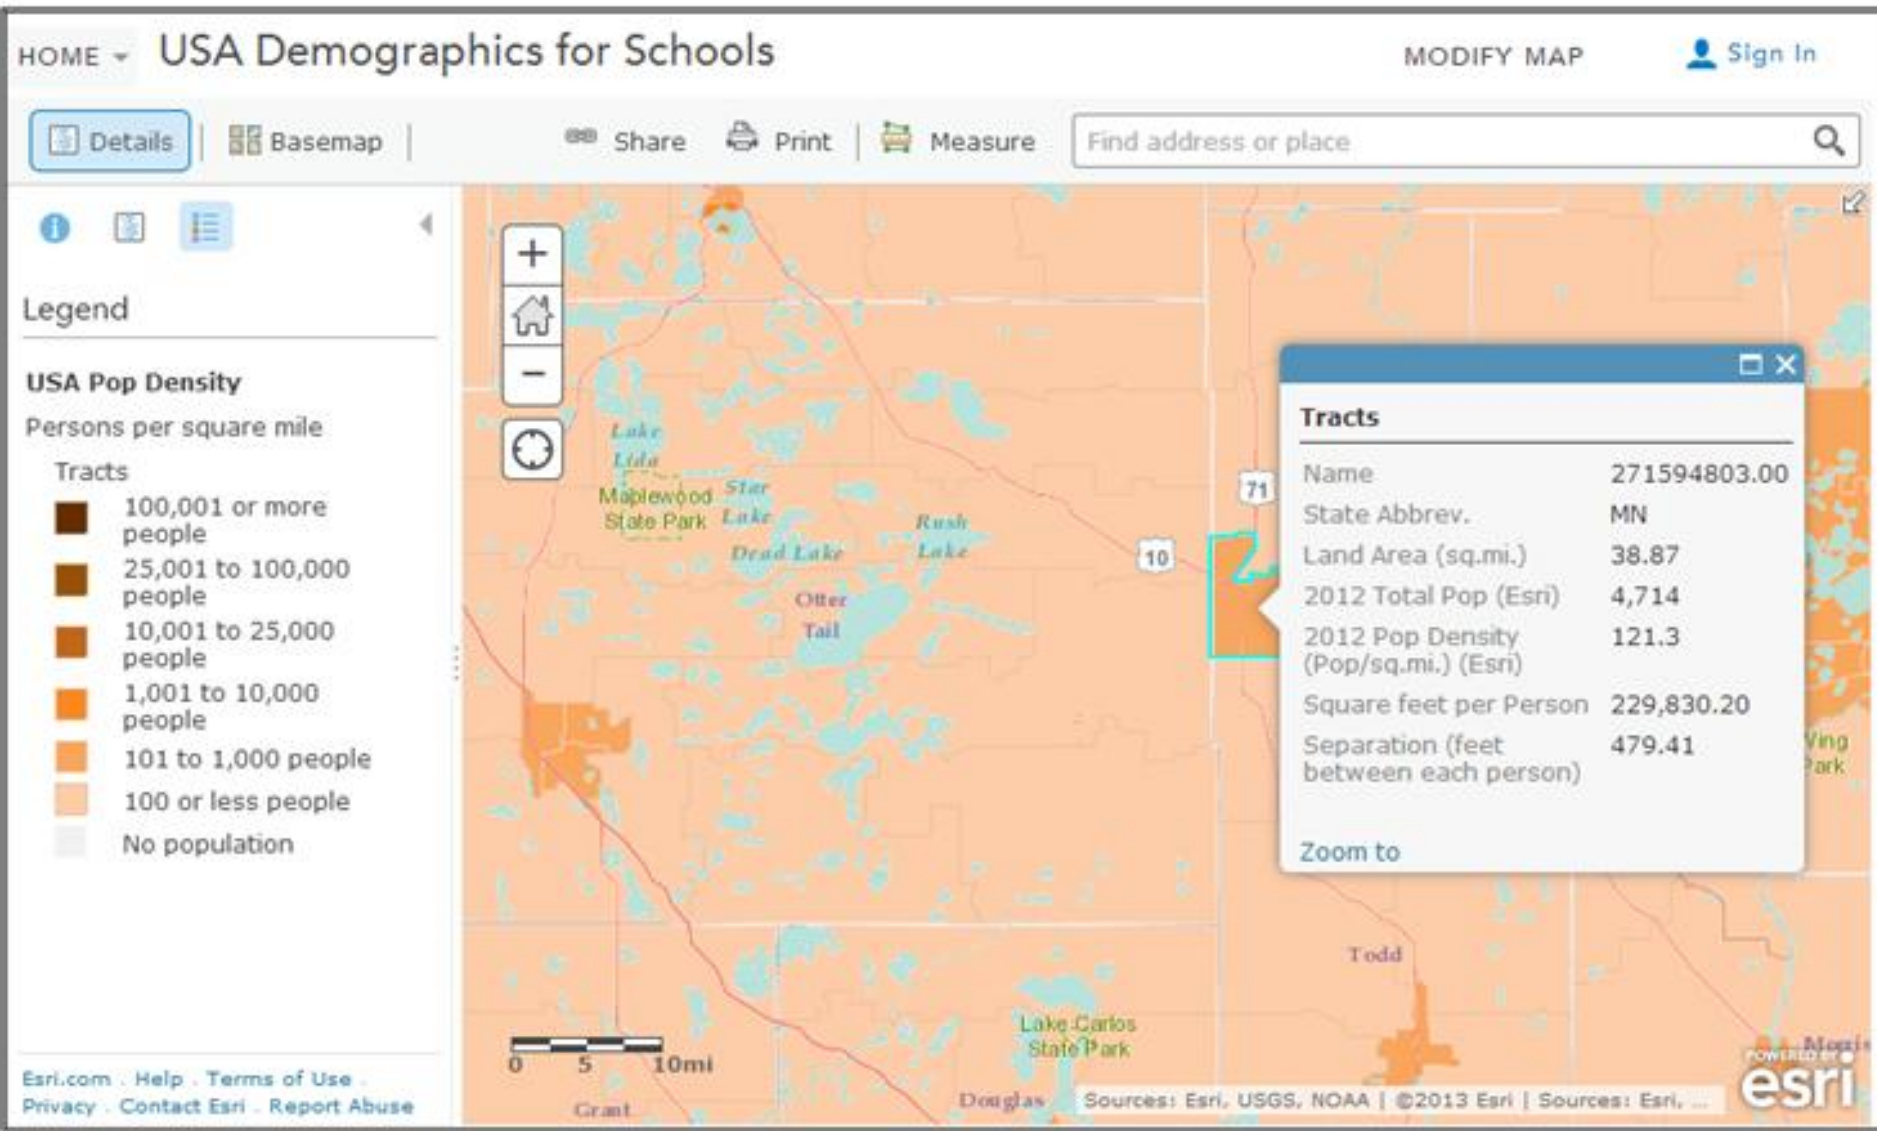 HOME USA Demographics for Schools MODIFY MAP Sign In
Details Basemap Share Print Measure Find address or place
Legend
USA Pop Density
Persons per square mile
Tracts
100,001 or more
people
25,001 to 100,000
people
10,001 to 25,000
people
1,001 to 10,000
people
101 to 1,000 people
100 or less people
No population
Esri.com . Help . Terms of Use .
Privacy . Contact Esri . Report Abuse
+
−
Lake
Lida
Maplewood
State Park
Star
Lake
Dead Lake
Rush
Lake
Otter
Tail
10
71
Tracts
Name 271594803.00
State Abbrev. MN
Land Area (sq.mi.) 38.87
2012 Total Pop (Esri) 4,714
2012 Pop Density 121.3
(Pop/sq.mi.) (Esri)
Square feet per Person 229,830.20
Separation (feet 479.41
between each person)
Zoom to
Wing
Park
Todd
Lake Carlos
State Park
0 5 10mi
Grant
Douglas
Sources: Esri, USGS, NOAA | ©2013 Esri | Sources: Esri, ...
POWERED BY
esri